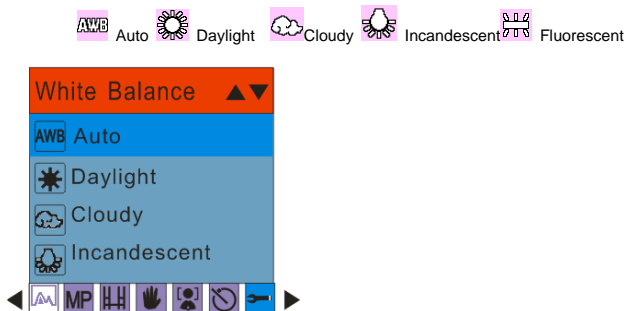 AWB Auto Daylight Cloudy Incandescent Fluorescent
White Balance
AWB Auto
Daylight
Cloudy
Incandescent
MP